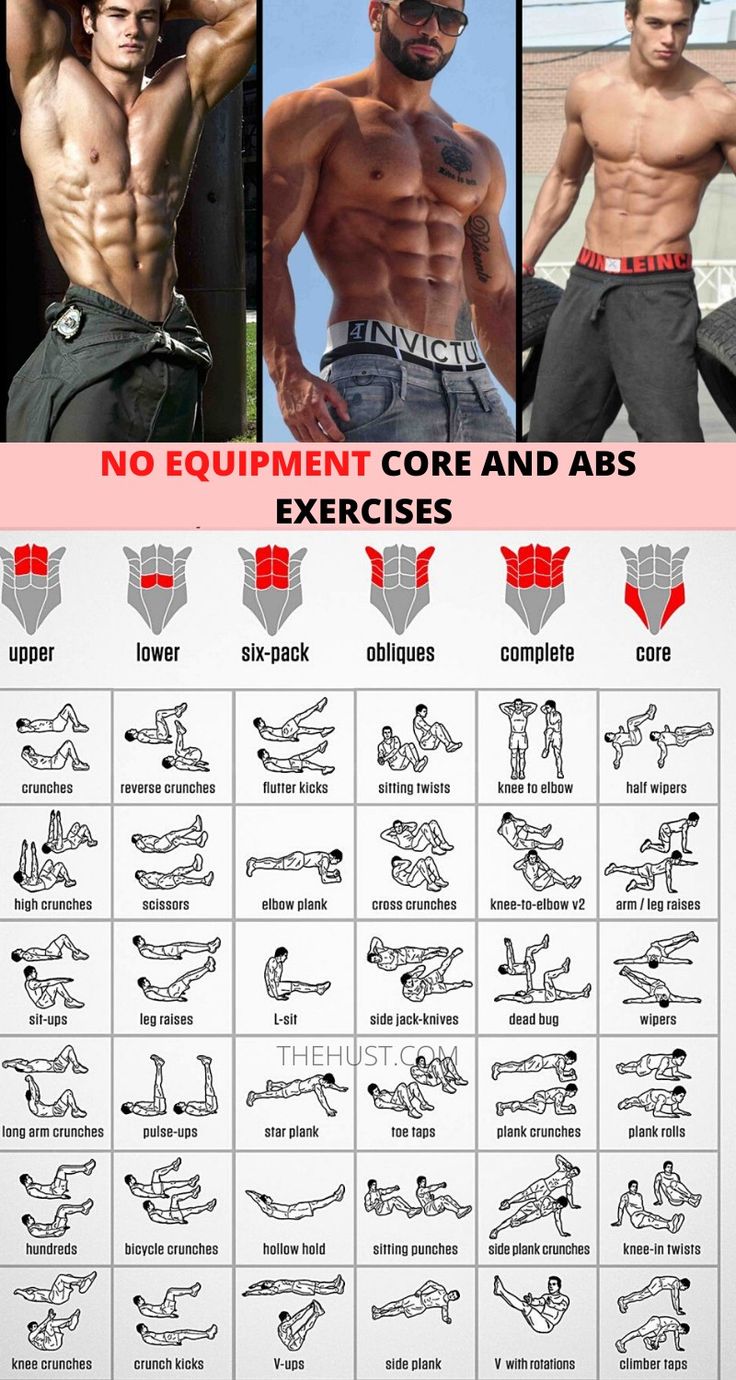 INVICTU
VIN KLEIN C
NO EQUIPMENT CORE AND ABS
EXERCISES
upper lower six-pack obliques complete core
crunches reverse crunches flutter kicks sitting twists knee to elbow half wipers
high crunches scissors elbow plank cross crunches knee-to-elbow v2 arm / leg raises
sit-ups leg raises L-sit side jack-knives dead bug wipers
THEHUST.COM
long arm crunches pulse-ups star plank toe taps plank crunches plank rolls
hundreds bicycle crunches hollow hold sitting punches side plank crunches knee-in twists
knee crunches crunch kicks V-ups side plank V with rotations climber taps